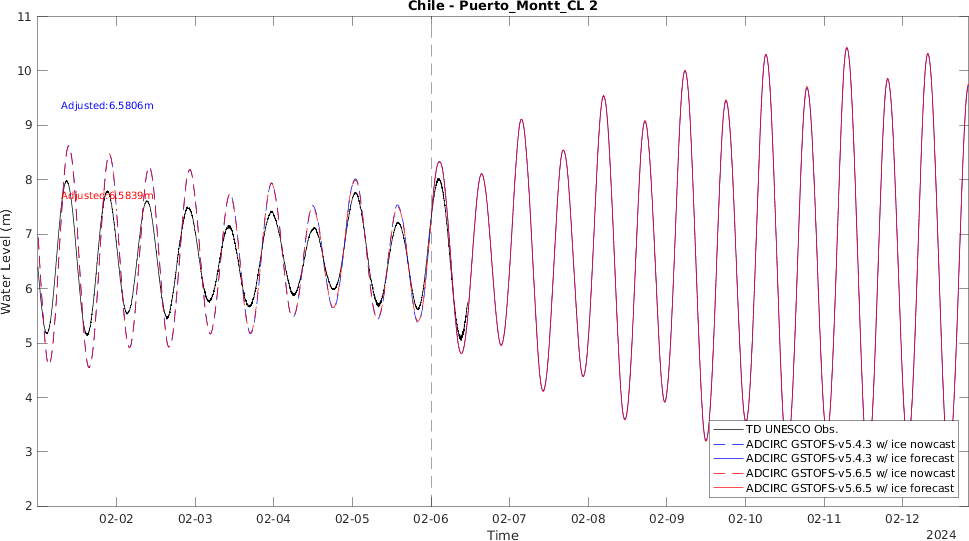 Chile - Puerto_Montt_CL 2
11
10
9
8
7
6
5
4
3
2
Water Level (m)
Adjusted:6.5806m
Adjusted:6.5839m
TD UNESCO Obs.
ADCIRC GSTOFS-v5.4.3 w/ ice nowcast
ADCIRC GSTOFS-v5.4.3 w/ ice forecast
ADCIRC GSTOFS-v5.6.5 w/ ice nowcast
ADCIRC GSTOFS-v5.6.5 w/ ice forecast
02-02 02-03 02-04 02-05 02-06 02-07 02-08 02-09 02-10 02-11 02-12
Time
2024